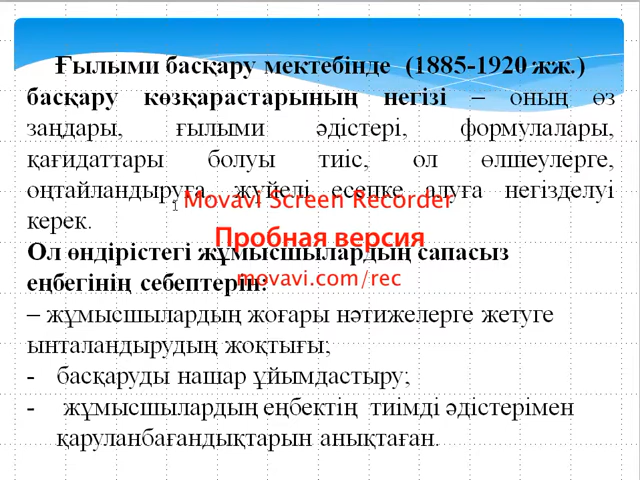 Ғылыми басқару мектебінде (1885-1920 жж.)
басқару көзқарастарының негізі – оның өз
заңдары, ғылыми әдістері, формулалары,
қағидаттары болуы тиіс, ол өлшеулерге,
оңтайландыруға, жүйелі есепке алуға негізделуі
Movavi Screen Recorder
керек.
Пробная версия
Ол өндірістегі жұмысшылардың сапасыз
еңбегінің себептерін:
movavi.com/rec
– жұмысшылардың жоғары нәтижелерге жетуге
ынталандырудың жоқтығы;
- басқаруды нашар ұйымдастыру;
- жұмысшылардың еңбектің тиімді әдістерімен
қаруланбағандықтарын анықтаған.